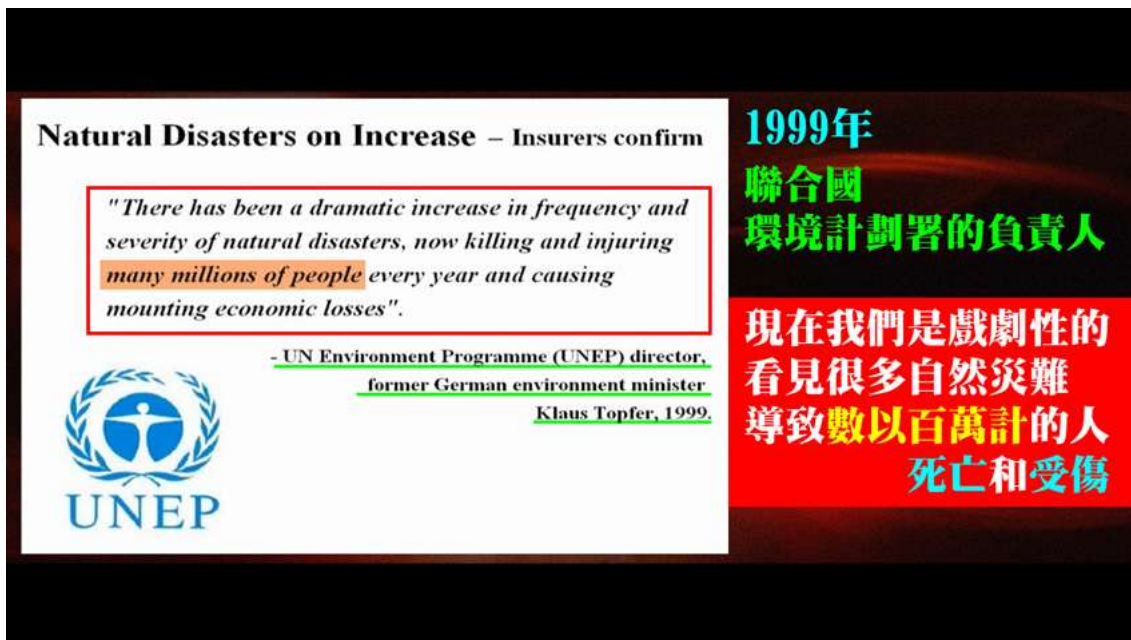 Natural Disasters on Increase – Insurers confirm
"There has been a dramatic increase in frequency and
severity of natural disasters, now killing and injuring
many millions of people every year and causing
mounting economic losses".
- UN Environment Programme (UNEP) director,
former German environment minister
Klaus Topfer, 1999.
UNEP
1999年
聯合國
環境計劃署的負責人
現在我們是戲劇性的
看見很多自然災難
導致數以百萬計的人
死亡和受傷